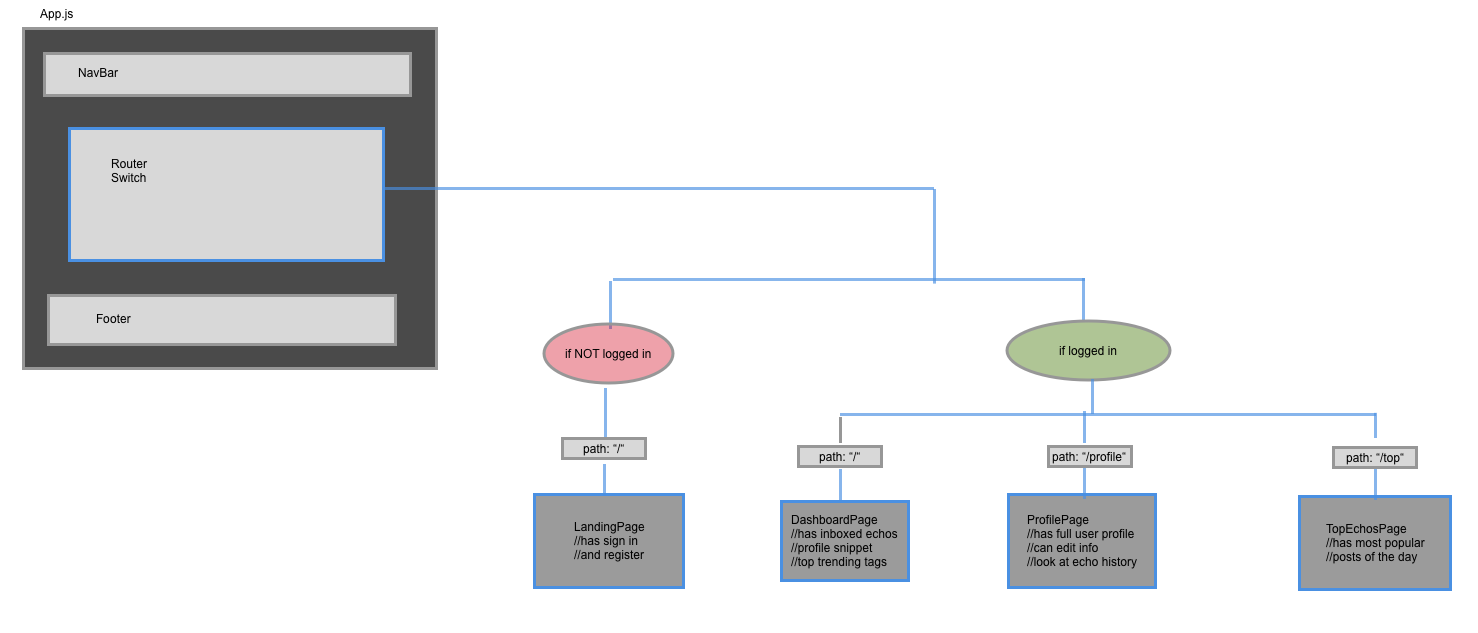 App.js
NavBar
Router
Switch
Footer
if NOT logged in
if logged in
path: "/"
path: "/"
path: "/profile"
path: "/top"
LandingPage
//has sign in
//and register
DashboardPage
//has inboxed echos
//profile snippet
//top trending tags
ProfilePage
//has full user profile
//can edit info
//look at echo history
TopEchosPage
//has most popular
//posts of the day